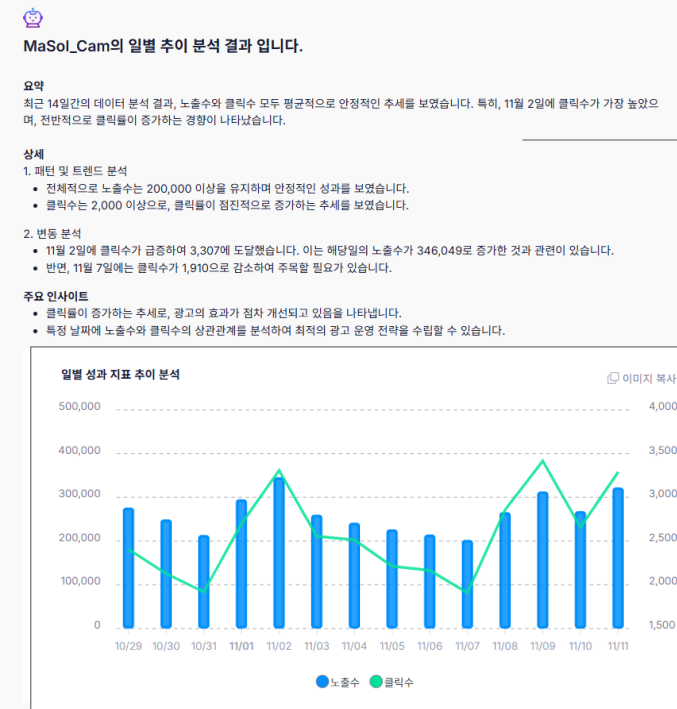 MaSol_Cam의 일별 추이 분석 결과 입니다.
요약
최근 14일간의 데이터 분석 결과, 노출수와 클릭수 모두 평균적으로 안정적인 추세를 보였습니다. 특히, 11월 2일에 클릭수가 가장 높았으
며, 전반적으로 클릭률이 증가하는 경향이 나타났습니다.
상세
1. 패턴 및 트렌드 분석
• 전체적으로 노출수는 200,000 이상을 유지하며 안정적인 성과를 보였습니다.
• 클릭수는 2,000 이상으로, 클릭률이 점진적으로 증가하는 추세를 보였습니다.
2. 변동 분석
• 11월 2일에 클릭수가 급증하여 3,307에 도달했습니다. 이는 해당일의 노출수가 346,049로 증가한 것과 관련이 있습니다.
• 반면, 11월 7일에는 클릭수가 1,910으로 감소하여 주목할 필요가 있습니다.
주요 인사이트
• 클릭률이 증가하는 추세로, 광고의 효과가 점차 개선되고 있음을 나타냅니다.
• 특정 날짜에 노출수와 클릭수의 상관관계를 분석하여 최적의 광고 운영 전략을 수립할 수 있습니다.
일별 성과 지표 추이 분석
이미지 복사
500,000 4,000
400,000 3,500
300,000 3,000
200,000 2,500
100,000 2,000
0 1,500
10/29 10/30 10/31 11/01 11/02 11/03 11/04 11/05 11/06 11/07 11/08 11/09 11/10 11/11
노출수 클릭수